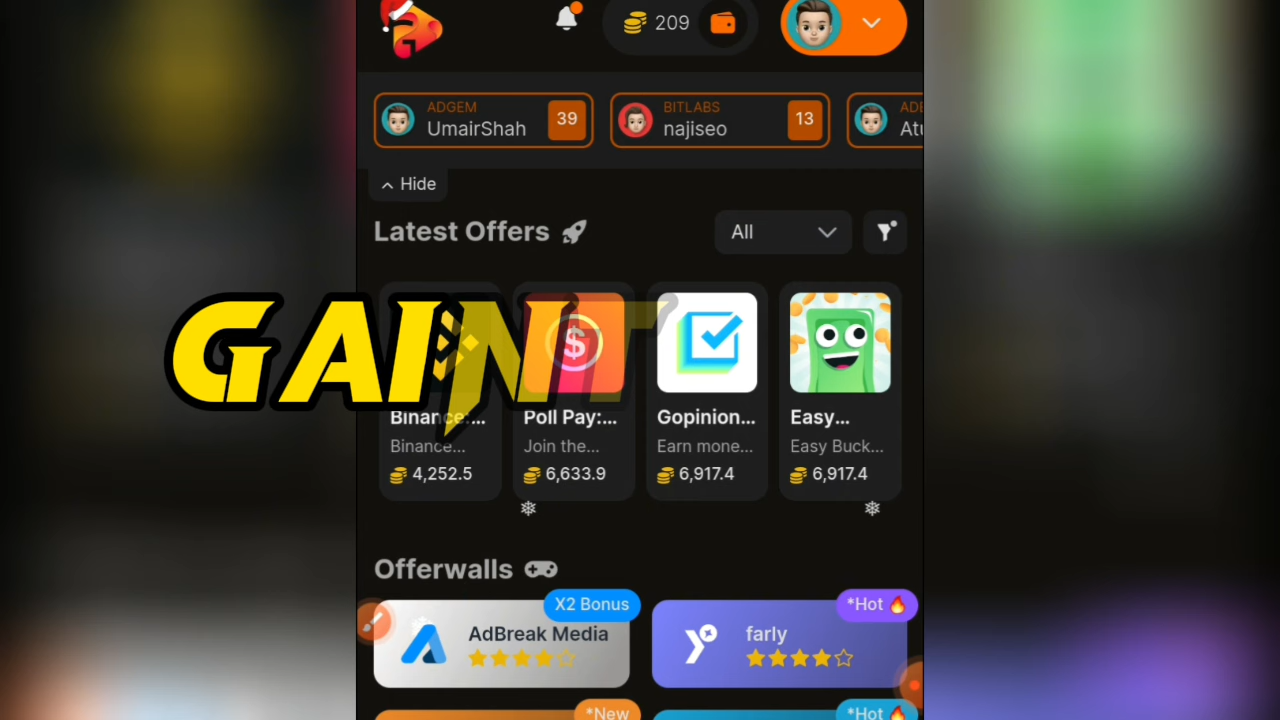 209
ADGEM
UmairShah
39
BITLABS
najiseo
13
Hide
Latest Offers
All
GAINT
Binance:...
Binance...
4,252.5
Poll Pay:...
Join the...
6,633.9
Gopinion...
Earn mone...
6,917.4
Easy...
Easy Buck...
6,917.4
Offerwalls
X2 Bonus
AdBreak Media
*Hot
farly
*New
*Hot